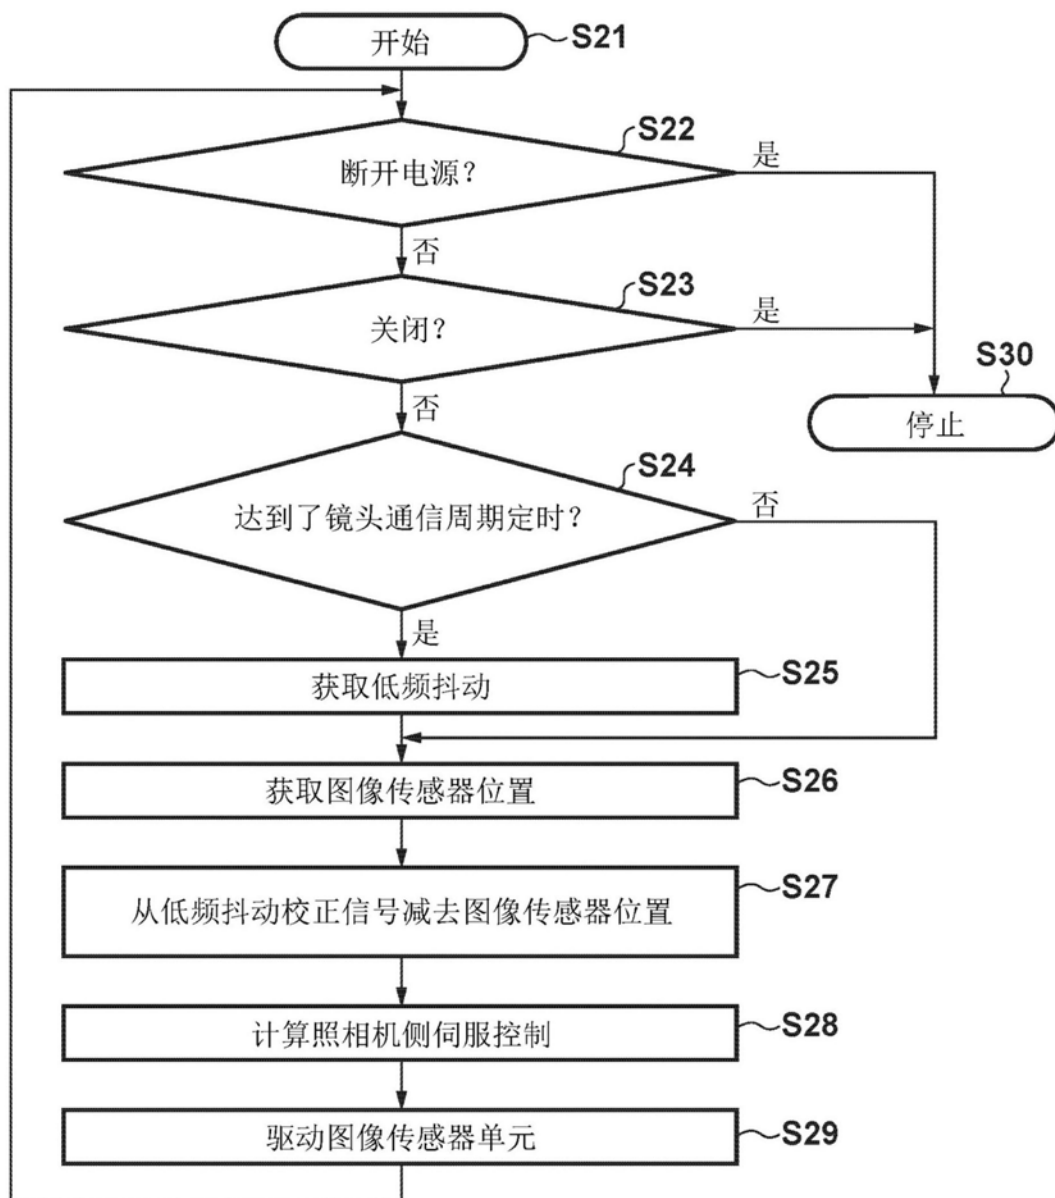 开始
S21
S22
断开电源？
是
否
S23
关闭？
是
否
S30
停止
S24
达到了镜头通信周期定时？
否
是
获取低频抖动
S25
获取图像传感器位置
S26
从低频抖动校正信号减去图像传感器位置
S27
计算照相机侧伺服控制
S28
驱动图像传感器单元
S29